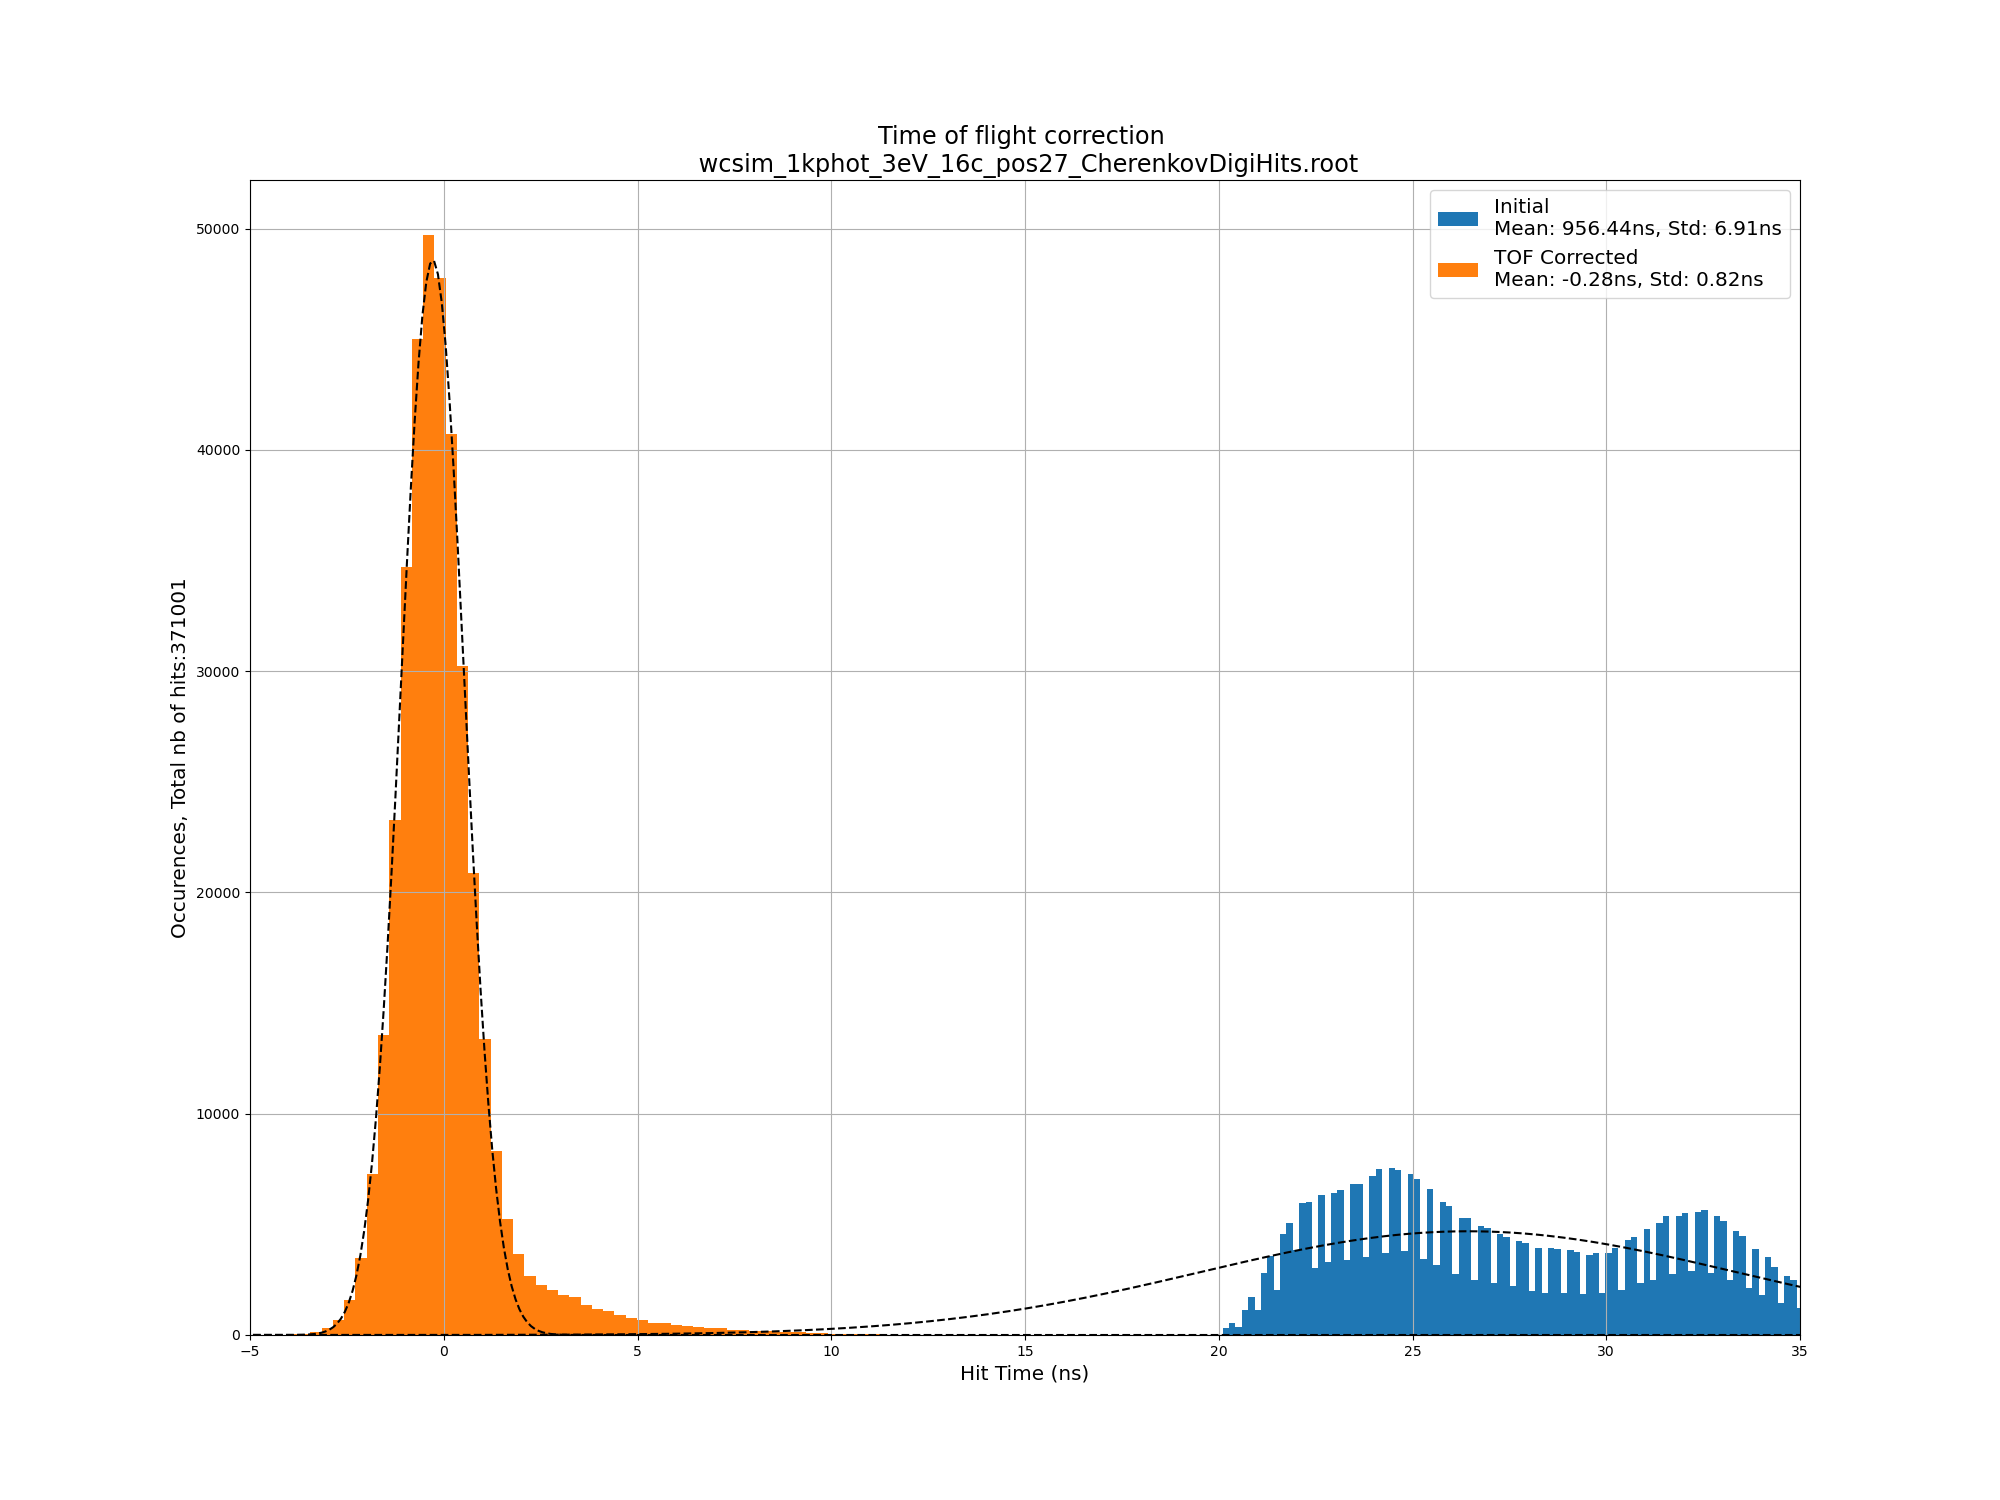 Time of flight correction
wcsim_1kphot_3eV_16c_pos27_CherenkovDigiHits.root
Initial
Mean: 956.44ns, Std: 6.91ns
TOF Corrected
Mean: -0.28ns, Std: 0.82ns
Occurences, Total nb of hits:371001
50000
40000
30000
20000
10000
0
−5 0 5 10 15 20 25 30 35
Hit Time (ns)